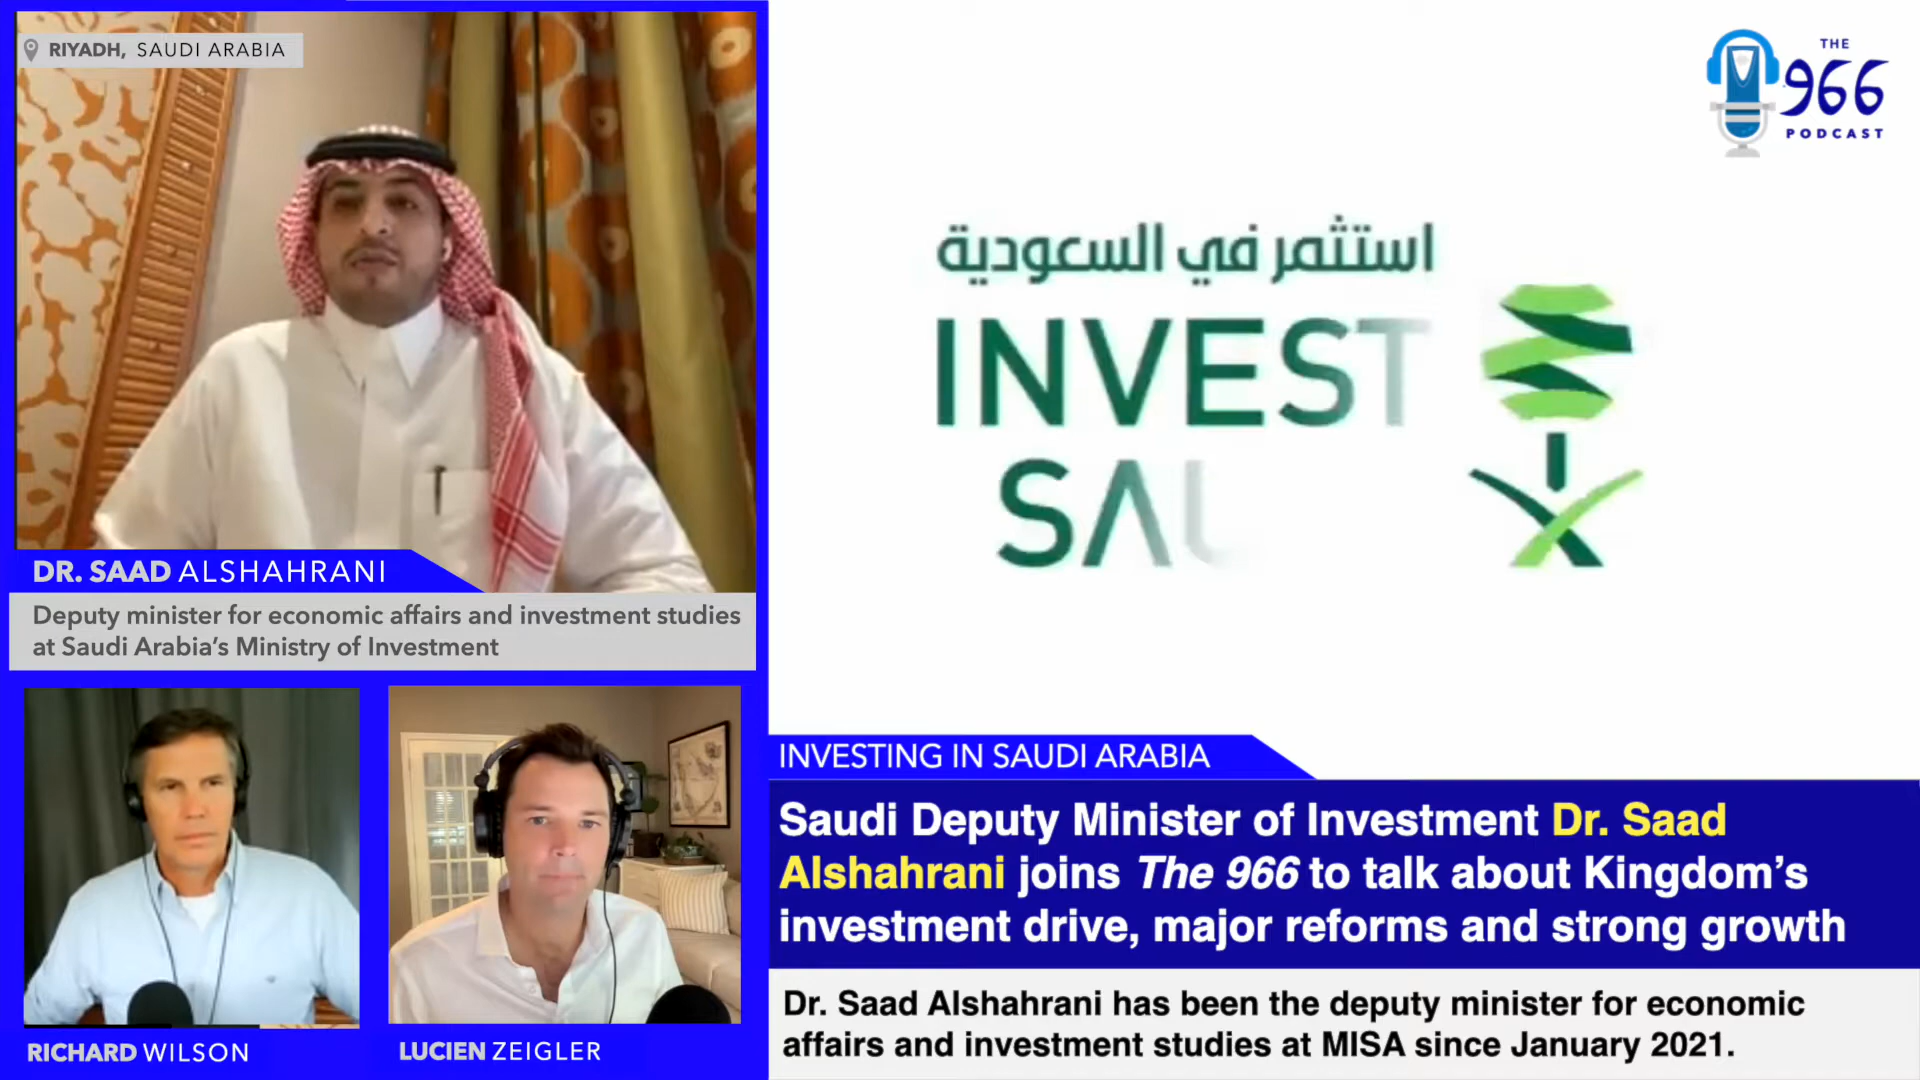 RIYADH, SAUDI ARABIA
DR. SAAD ALSHAHRANI
Deputy minister for economic affairs and investment studies
at Saudi Arabia's Ministry of Investment
RICHARD WILSON
LUCIEN ZEIGLER
THE
966
PODCAST
استثمر في السعودية
INVEST
SAU
INVESTING IN SAUDI ARABIA
Saudi Deputy Minister of Investment Dr. Saad
Alshahrani joins The 966 to talk about Kingdom's
investment drive, major reforms and strong growth
Dr. Saad Alshahrani has been the deputy minister for economic
affairs and investment studies at MISA since January 2021.